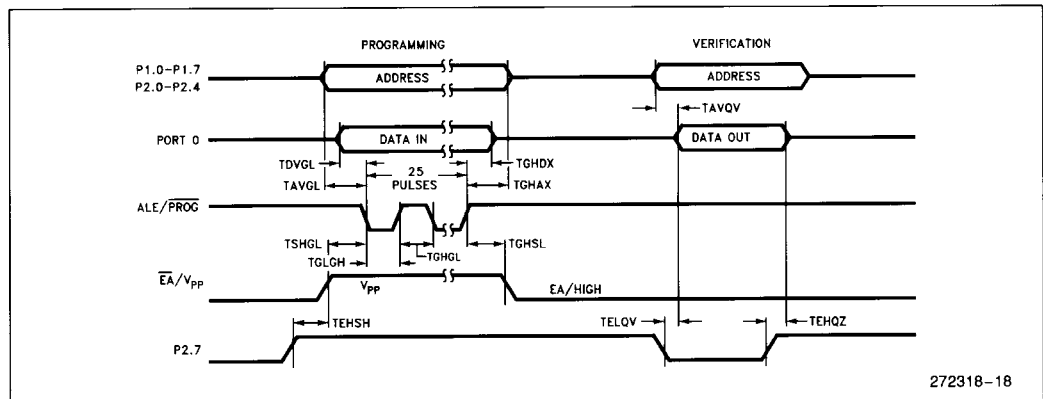 PROGRAMMING VERIFICATION
P1.0–P1.7
P2.0–P2.4
ADDRESS ADDRESS
TAVQV
PORT 0 DATA IN DATA OUT
TDVGL 25 PULSES TGHDX
TAVGL TGHAX
ALE/PROG
TSHGL TGHGL TGHSL
TGLGH
EA/VPP VPP EA/HIGH
TEHSH TELQV TEHQZ
P2.7
272318–18